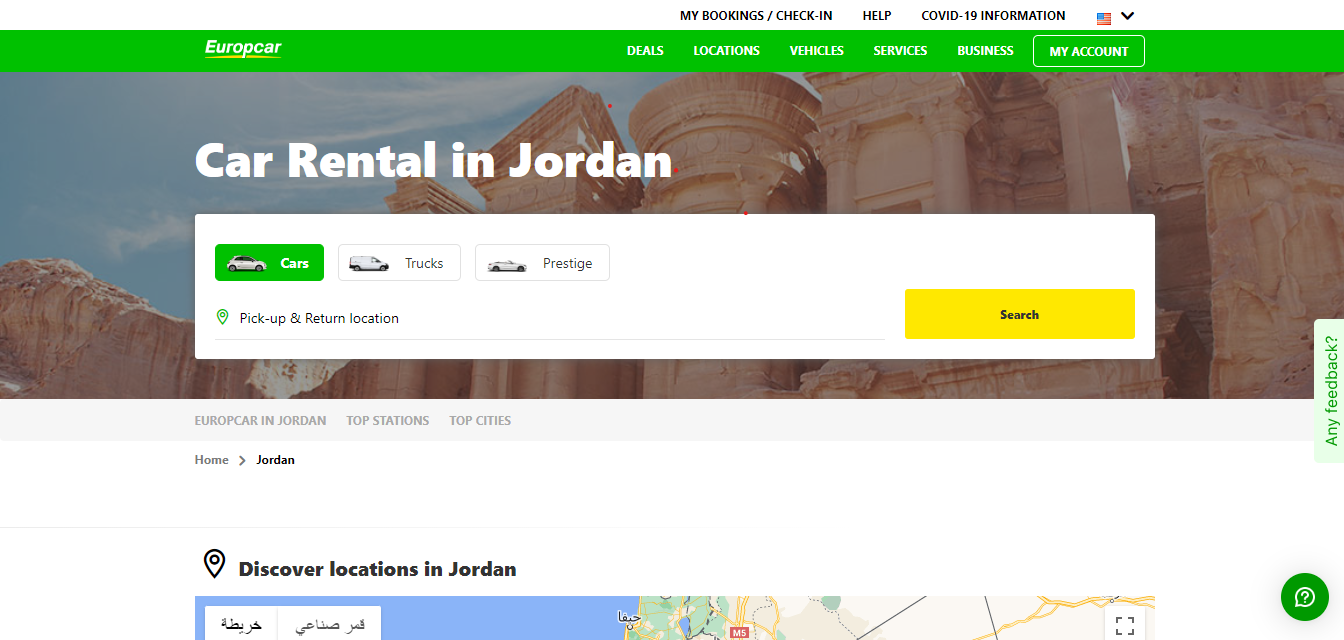 MY BOOKINGS / CHECK-IN HELP COVID-19 INFORMATION
Europcar DEALS LOCATIONS VEHICLES SERVICES BUSINESS MY ACCOUNT
Car Rental in Jordan
Cars Trucks Prestige
Pick-up & Return location Search
Any feedback?
EUROPCAR IN JORDAN TOP STATIONS TOP CITIES
Home Jordan
Discover locations in Jordan
خريطة قمر صناعي
حيفا
M5